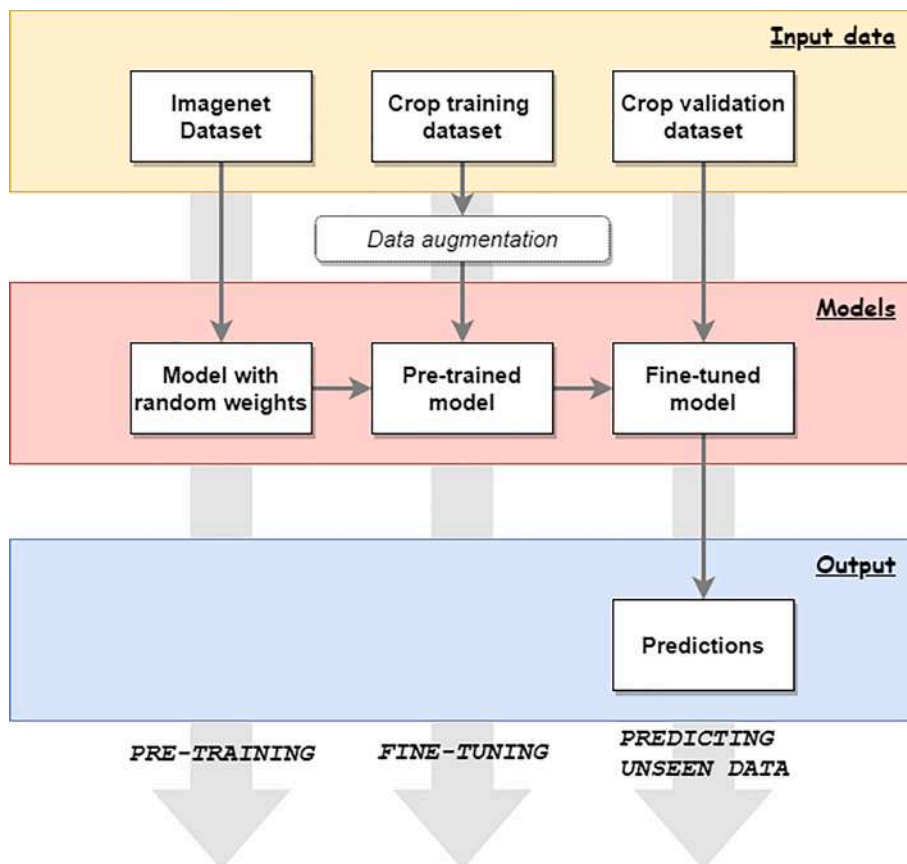 Input data
Imagenet
Dataset
Crop training
dataset
Crop validation
dataset
Data augmentation
Models
Model with
random weights
Pre-trained
model
Fine-tuned
model
Output
Predictions
PRE-TRAINING
FINE-TUNING
PREDICTING
UNSEEN DATA